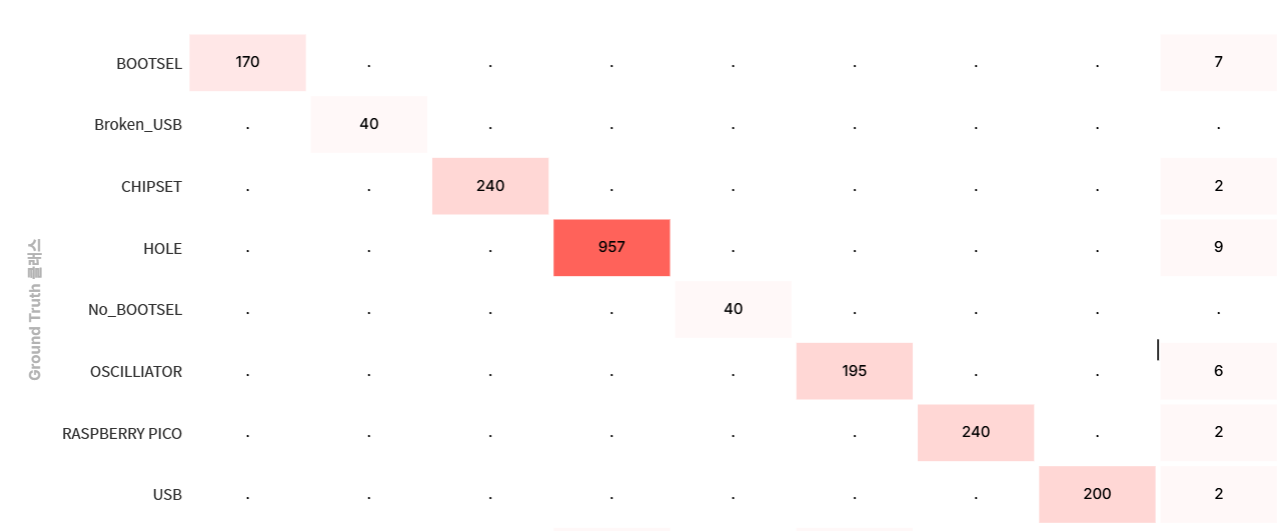 BOOTSEL 170 . . . . . . . 7
Broken_USB . 40 . . . . . . .
CHIPSET . . 240 . . . . . 2
HOLE . . . 957 . . . . 9
No_BOOTSEL . . . . 40 . . . .
OSCILLIATOR . . . . . 195 . . 6
RASPBERRY PICO . . . . . . 240 . 2
USB . . . . . . . 200 2
Ground Truth 클래스